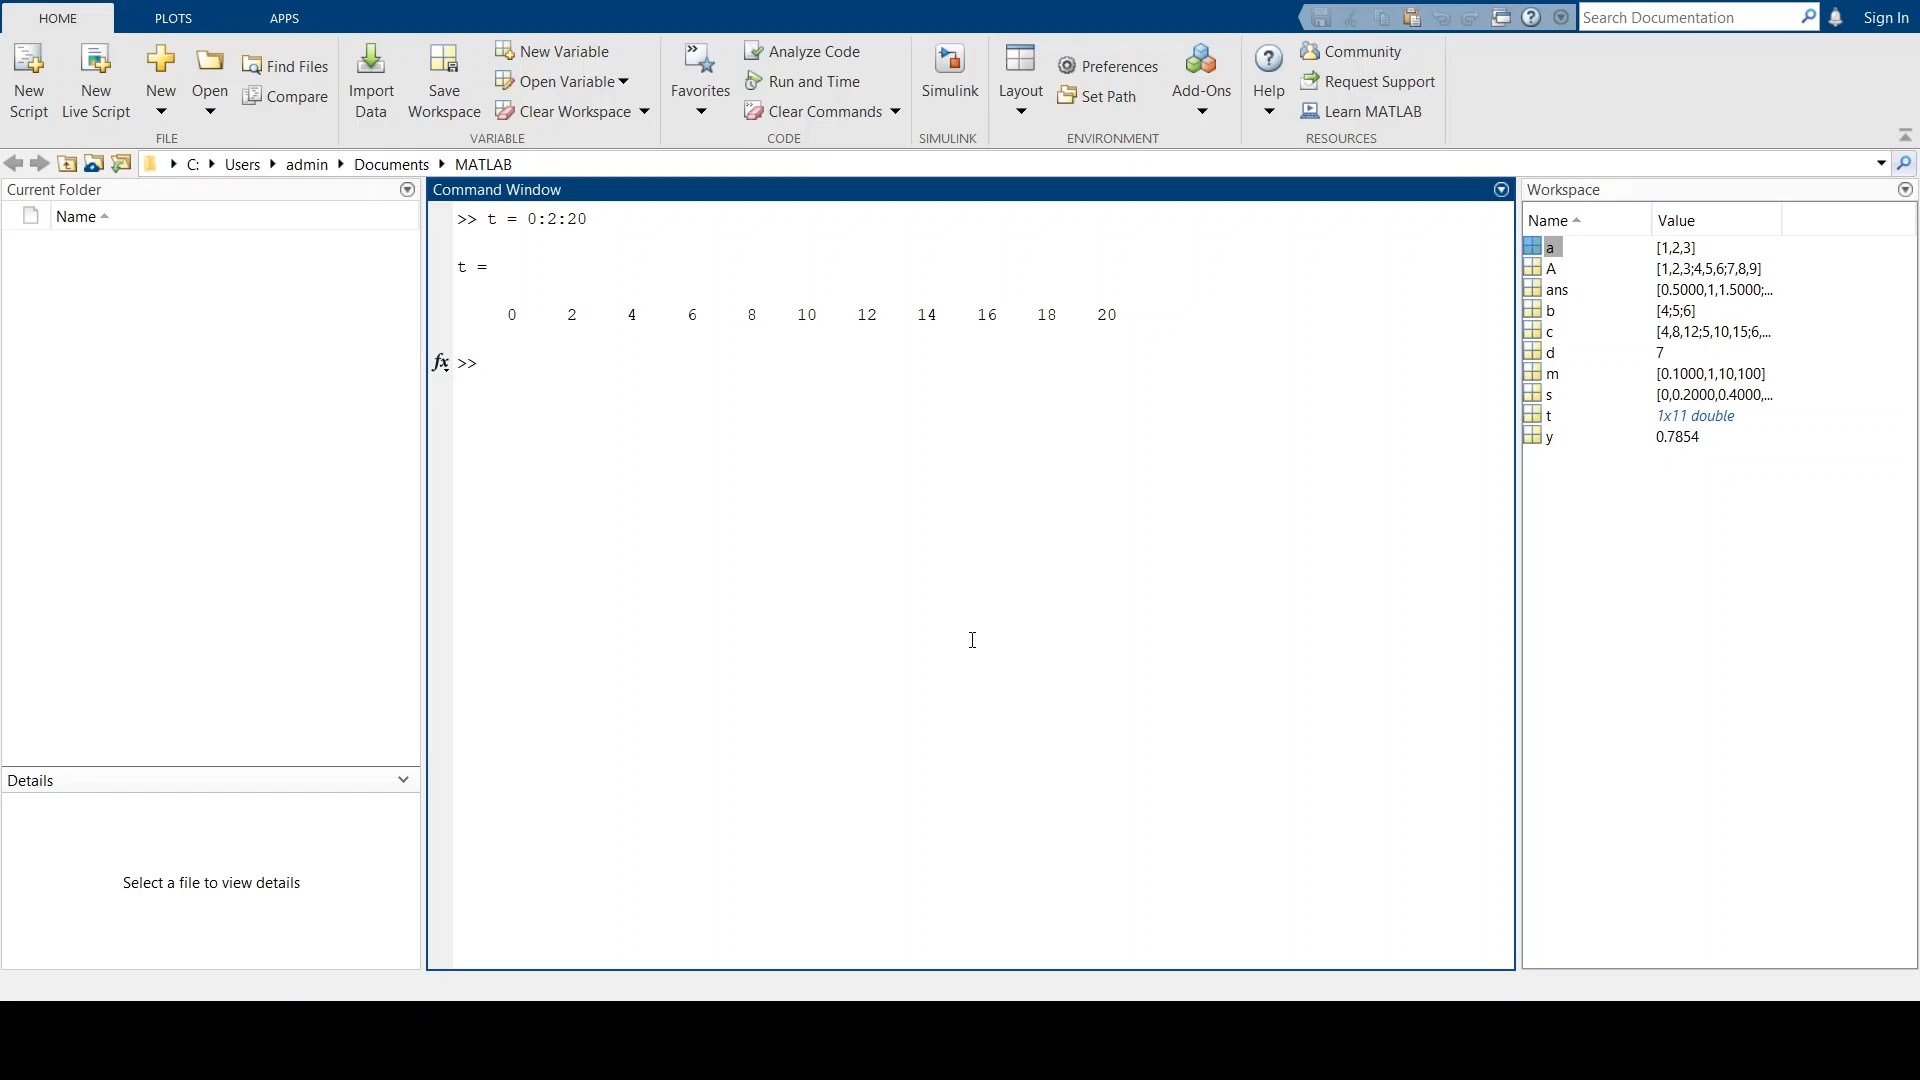 HOME PLOTS APPS Search Documentation Sign In
New Script New Live Script New Open Find Files Compare FILE
Import Data Save Workspace New Variable Open Variable Clear Workspace VARIABLE
Favorites Analyze Code Run and Time Clear Commands CODE
Simulink SIMULINK
Layout Preferences Set Path Add-Ons ENVIRONMENT
Help Community Request Support Learn MATLAB RESOURCES
C: Users admin Documents MATLAB
Current Folder
Name
Details
Select a file to view details
Command Window
>> t = 0:2:20
t =
0 2 4 6 8 10 12 14 16 18 20
fx >>
Workspace
Name Value
a [1,2,3]
A [1,2,3;4,5,6;7,8,9]
ans [0.5000,1,1.5000;...
b [4;5;6]
c [4,8,12;5,10,15;6,...
d 7
m [0.1000,1,10,100]
s [0,0.2000,0.4000,...
t 1x11 double
y 0.7854